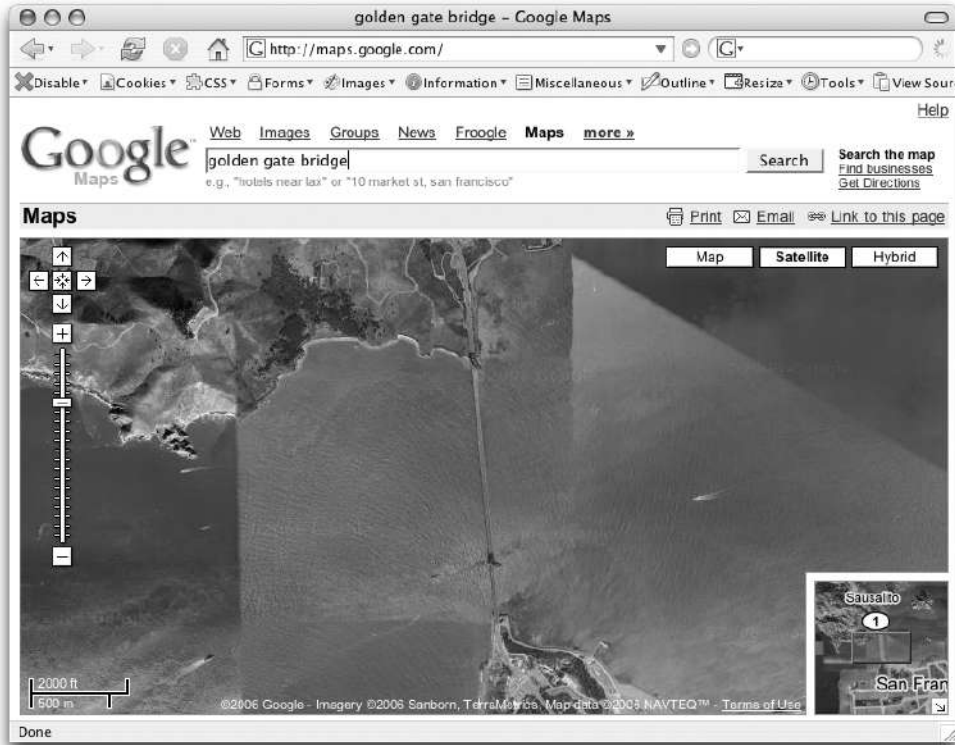 golden gate bridge – Google Maps
G http://maps.google.com/
G
Disable Cookies CSS Forms Images Information Miscellaneous Outline Resize Tools View Sour
Help
Google Maps
Web Images Groups News Froogle Maps more »
golden gate bridge
Search
e.g., "hotels near lax" or "10 market st, san francisco"
Search the map
Find businesses
Get Directions
Maps
Print Email Link to this page
Map Satellite Hybrid
Sausalito
1
San Fran
2000 ft
500 m
©2006 Google - Imagery ©2006 Sanborn, TerraMetrics, Map data ©2006 NAVTEQ™ - Terms of Use
Done